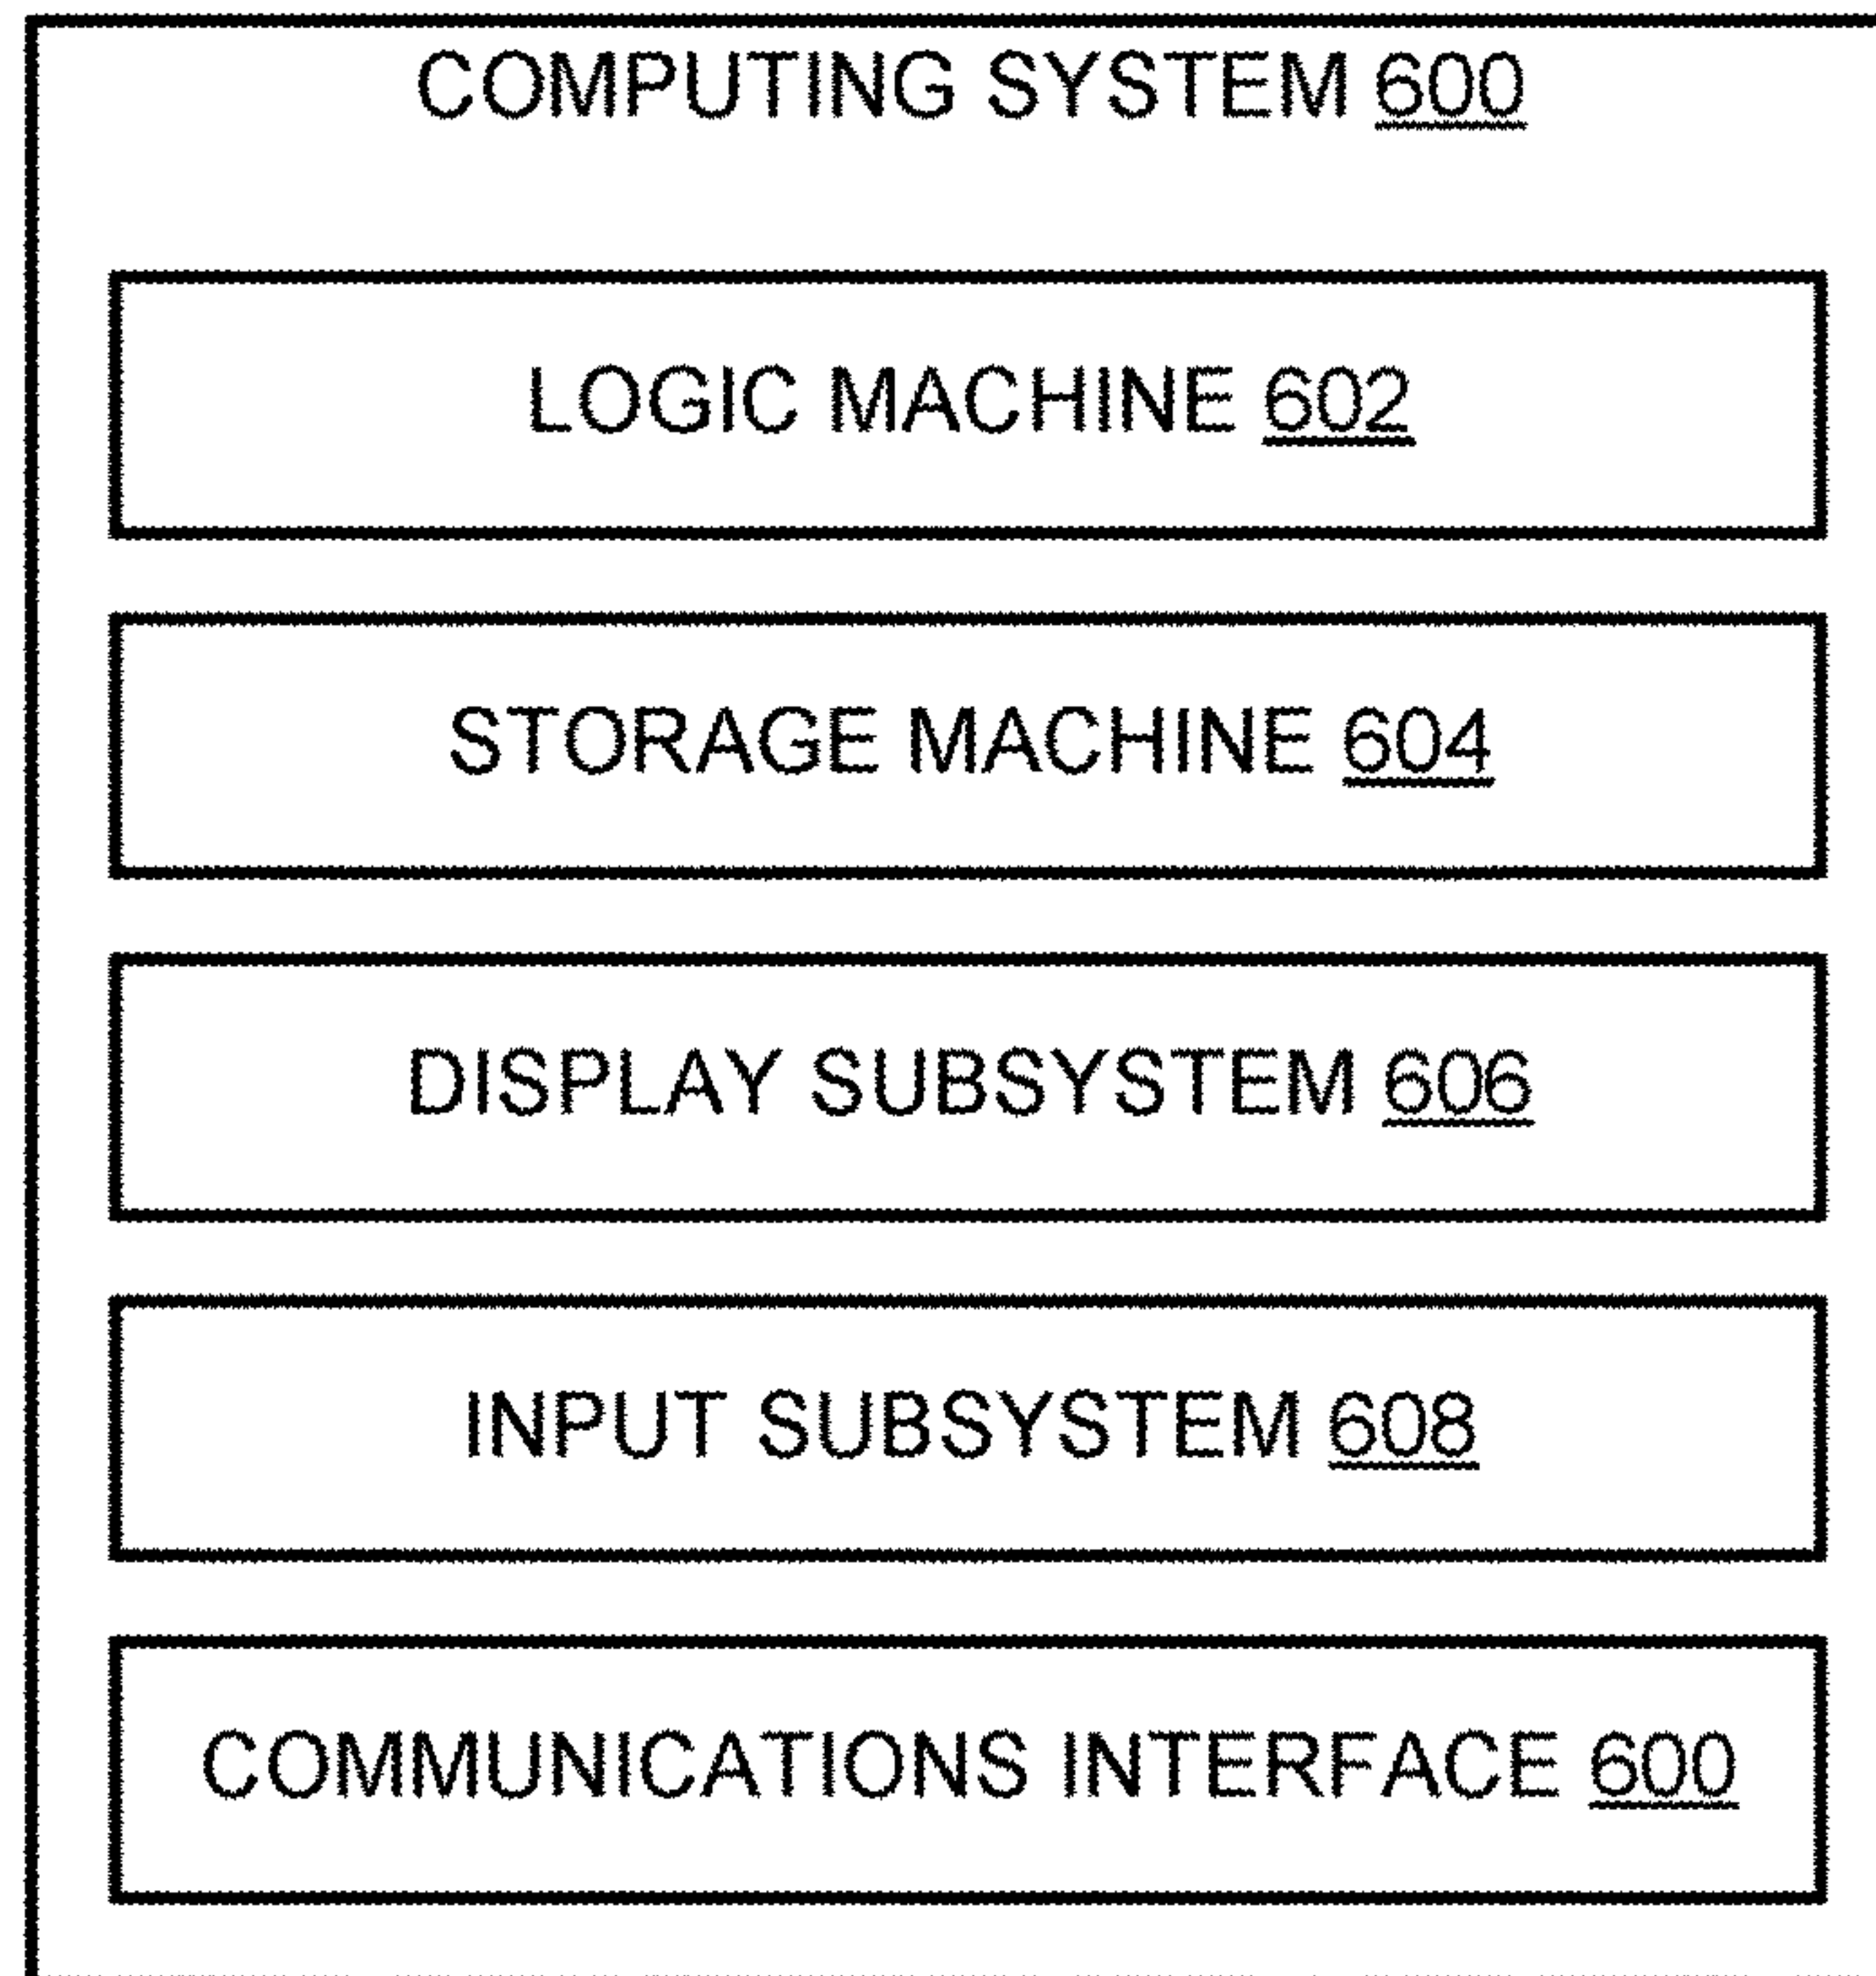 COMPUTING SYSTEM 600
LOGIC MACHINE 602
STORAGE MACHINE 604
DISPLAY SUBSYSTEM 606
INPUT SUBSYSTEM 608
COMMUNICATIONS INTERFACE 600